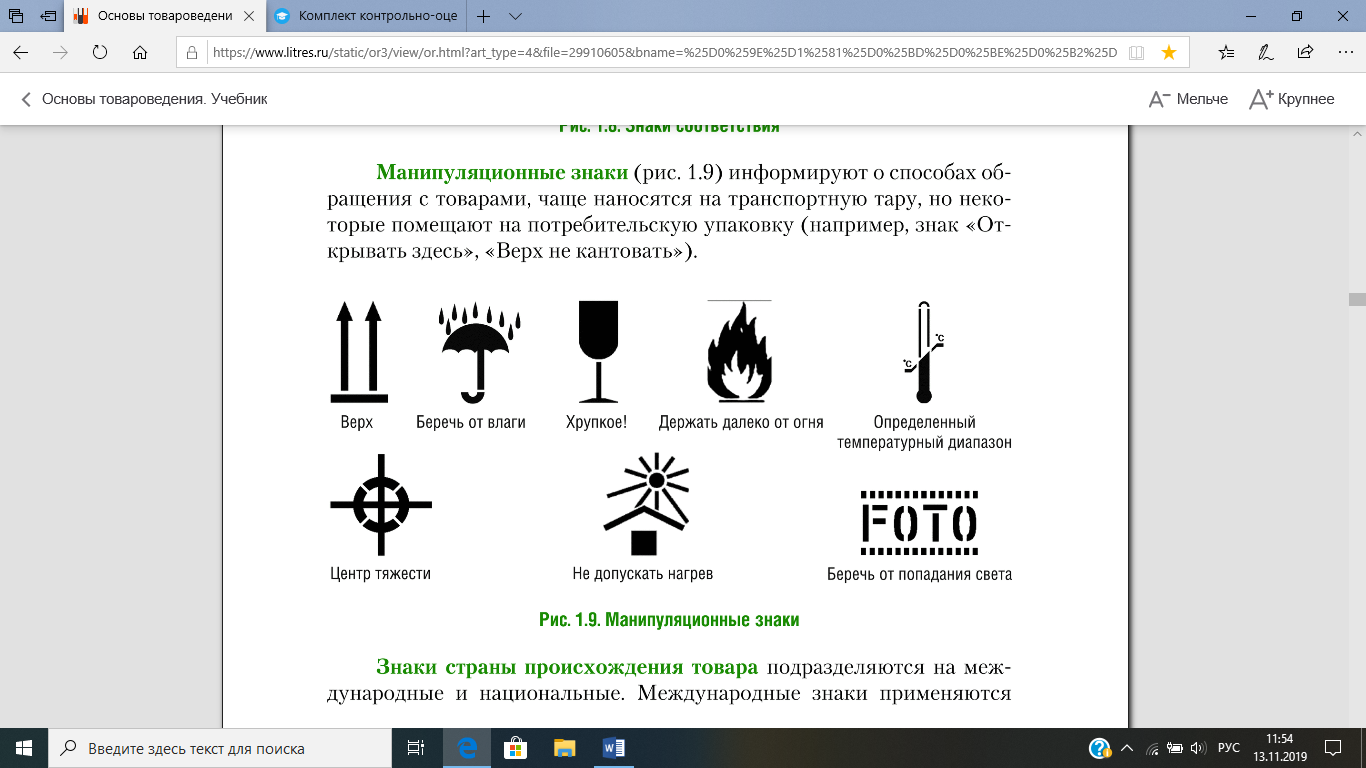 Основы товароведени
Комплект контрольно-оце
https://www.litres.ru/static/or3/view/or.html?art_type=4&file=29910605&bname=%25D0%259E%25D1%2581%25D0%25BD%25D0%25BE%25D0%25B2%25D
Основы товароведения. Учебник
A− Мельче
A+ Крупнее
Рис. 1.8. Знаки соответствия
Манипуляционные знаки (рис. 1.9) информируют о способах об-
ращения с товарами, чаще наносятся на транспортную тару, но неко-
торые помещают на потребительскую упаковку (например, знак «От-
крывать здесь», «Верх не кантовать»).
°C
°C
Верх
Беречь от влаги
Хрупкое!
Держать далеко от огня
Определенный
температурный диапазон
FOTO
Центр тяжести
Не допускать нагрев
Беречь от попадания света
Рис. 1.9. Манипуляционные знаки
Знаки страны происхождения товара подразделяются на меж-
дународные и национальные. Международные знаки применяются
Введите здесь текст для поиска
РУС
11:54
13.11.2019